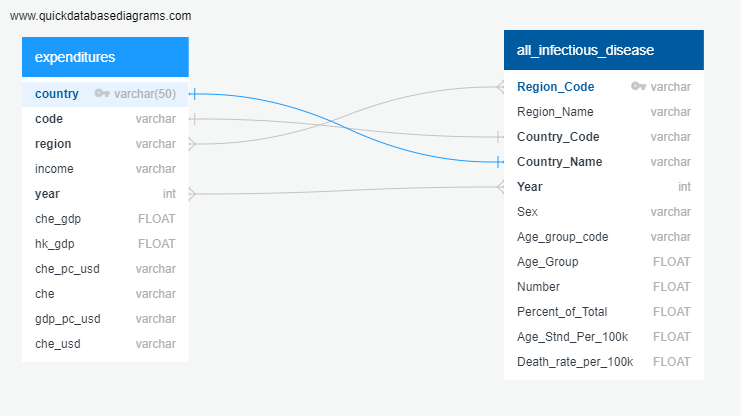 www.quickdatabasediagrams.com
expenditures
country varchar(50)
code varchar
region varchar
income varchar
year int
che_gdp FLOAT
hk_gdp FLOAT
che_pc_usd varchar
che varchar
gdp_pc_usd varchar
che_usd varchar
all_infectious_disease
Region_Code varchar
Region_Name varchar
Country_Code varchar
Country_Name varchar
Year int
Sex varchar
Age_group_code varchar
Age_Group FLOAT
Number FLOAT
Percent_of_Total FLOAT
Age_Stnd_Per_100k FLOAT
Death_rate_per_100k FLOAT